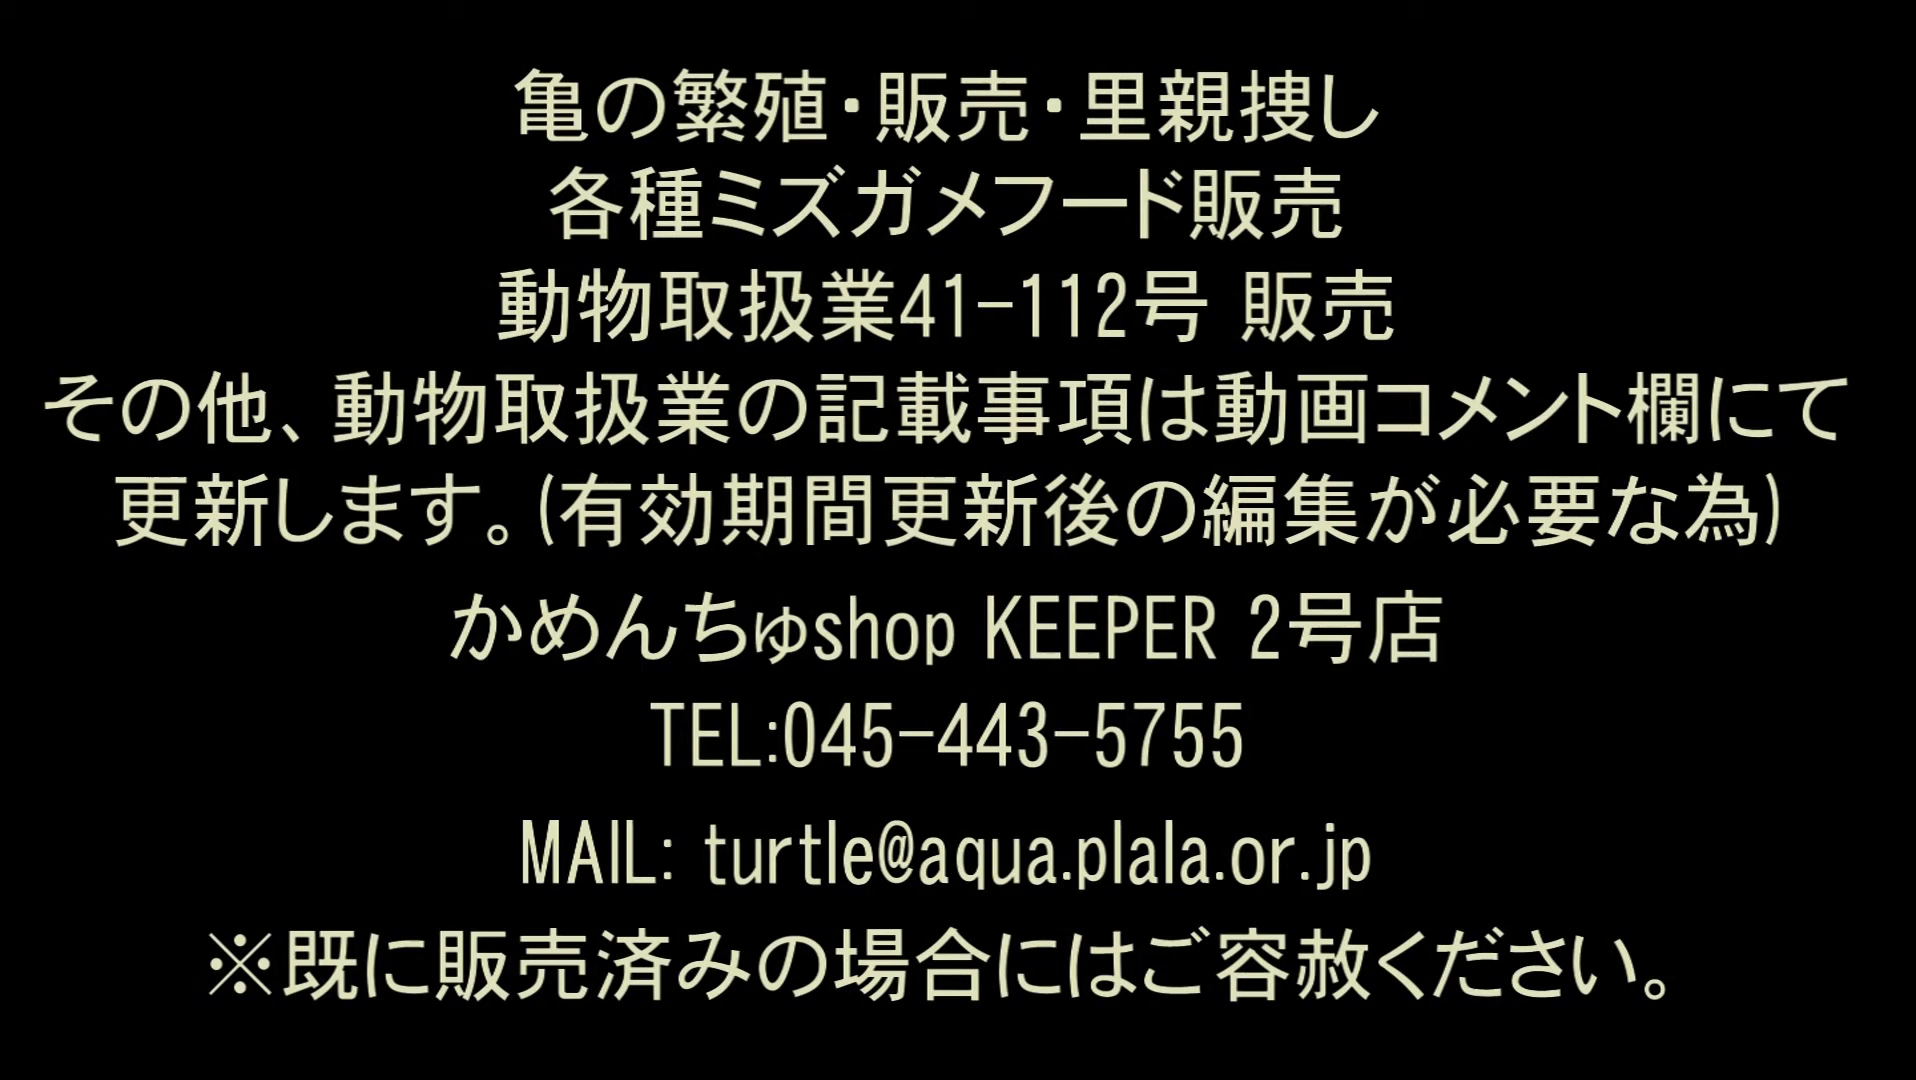 亀の繁殖・販売・里親捜し
各種ミズガメフード販売
動物取扱業41-112号 販売
その他、動物取扱業の記載事項は動画コメント欄にて
更新します。(有効期間更新後の編集が必要な為)
かめんちゅshop KEEPER 2号店
TEL:045-443-5755
MAIL: turtle@aqua.plala.or.jp
※既に販売済みの場合にはご容赦ください。